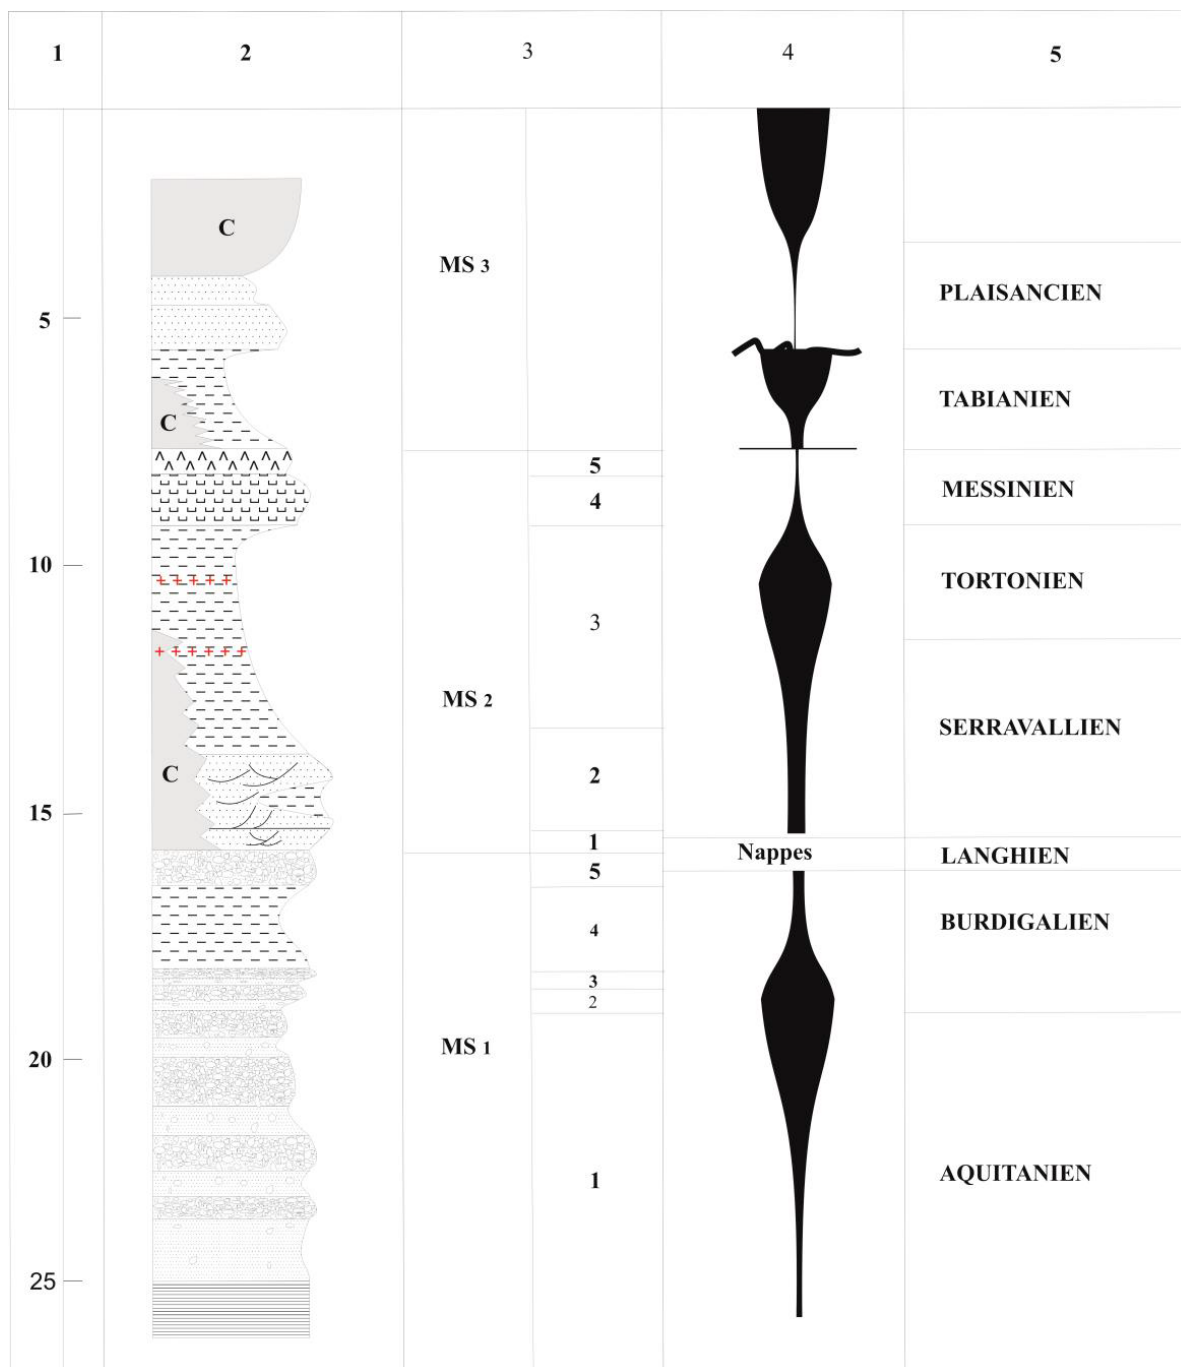 1 2 3 4 5
C
MS 3
PLAISANCIEN
5
TABIANIEN
C
5
4
MESSINIEN
10
TORTONIEN
3
MS 2
SERRAVALLIEN
C
2
15
1
Nappes
LANGHIEN
5
BURDIGALIEN
4
3
2
20
MS 1
1
AQUITANIEN
25